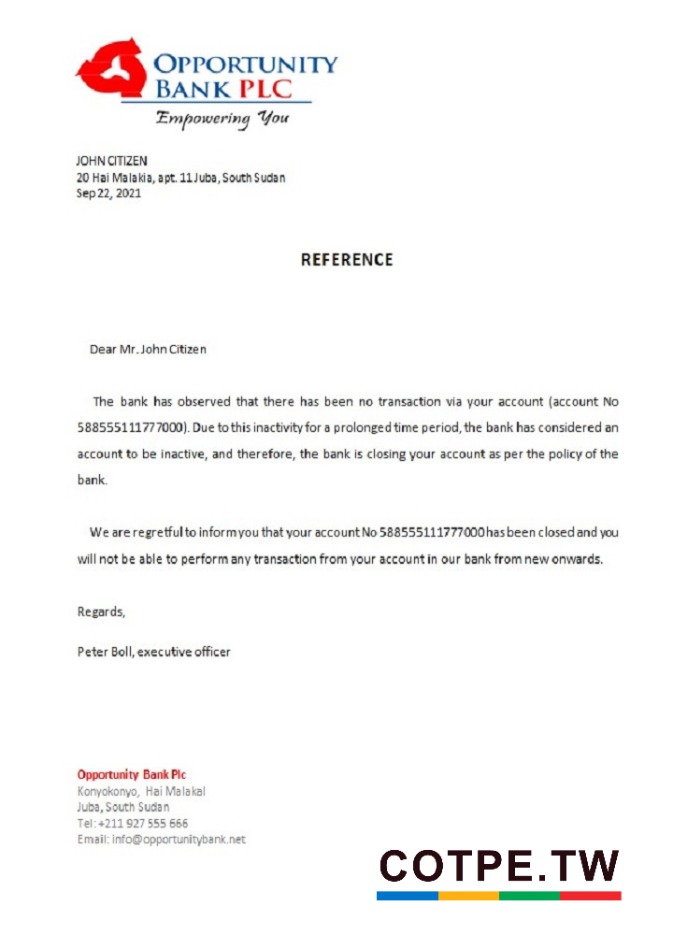 OPPORTUNITY
BANK PLC
Empowering You
JOHN CITIZEN
20 Hai Malakia, apt. 11 Juba, South Sudan
Sep 22, 2021
REFERENCE
Dear Mr. John Citizen
The bank has observed that there has been no transaction via your account (account No
588555111777000). Due to this inactivity for a prolonged time period, the bank has considered an
account to be inactive, and therefore, the bank is closing your account as per the policy of the
bank.
We are regretful to inform you that your account No 588555111777000 has been closed and you
will not be able to perform any transaction from your account in our bank from new onwards.
Regards,
Peter Boll, executive officer
Opportunity Bank Plc
Konyokonyo, Hai Malakal
Juba, South Sudan
Tel: +211 927 555 666
Email: info@opportunitybank.net
COTPE.TW